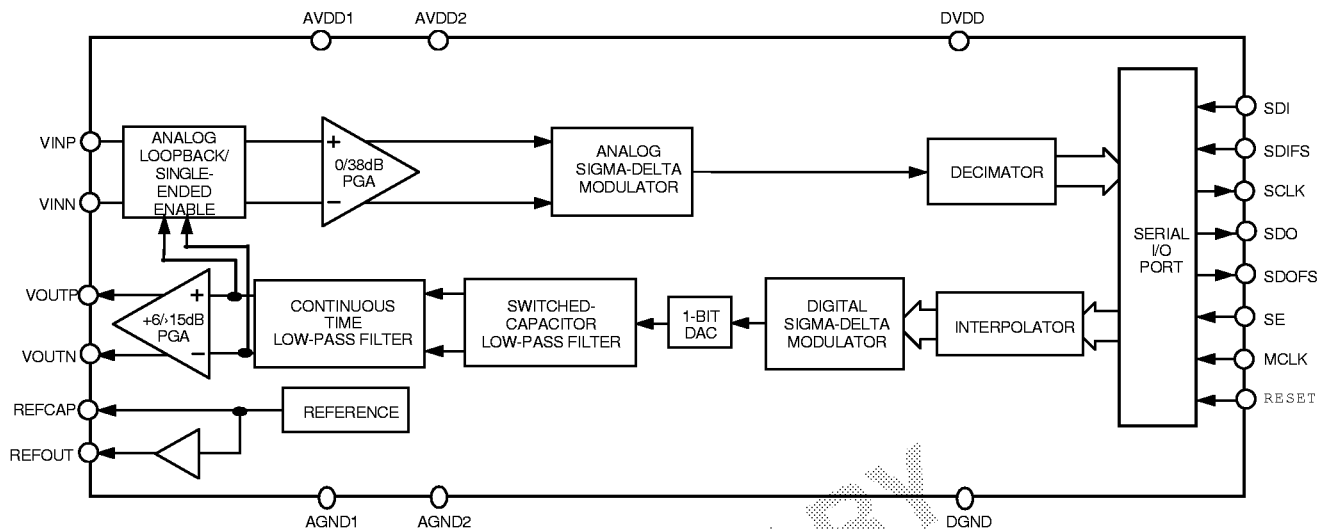 AVDD1
AVDD2
DVDD
VINP
VINN
ANALOG
LOOPBACK/
SINGLE-
ENDED
ENABLE
+
0/38dB
PGA
−
ANALOG
SIGMA-DELTA
MODULATOR
DECIMATOR
SERIAL
I/O
PORT
SDI
SDIFS
SCLK
SDO
SDOFS
SE
MCLK
RESET
VOUTP
VOUTN
+
+6/›15dB
PGA
−
CONTINUOUS
TIME
LOW-PASS FILTER
SWITCHED-
CAPACITOR
LOW-PASS FILTER
1-BIT
DAC
DIGITAL
SIGMA-DELTA
MODULATOR
INTERPOLATOR
REFCAP
REFOUT
REFERENCE
AGND1
AGND2
DGND